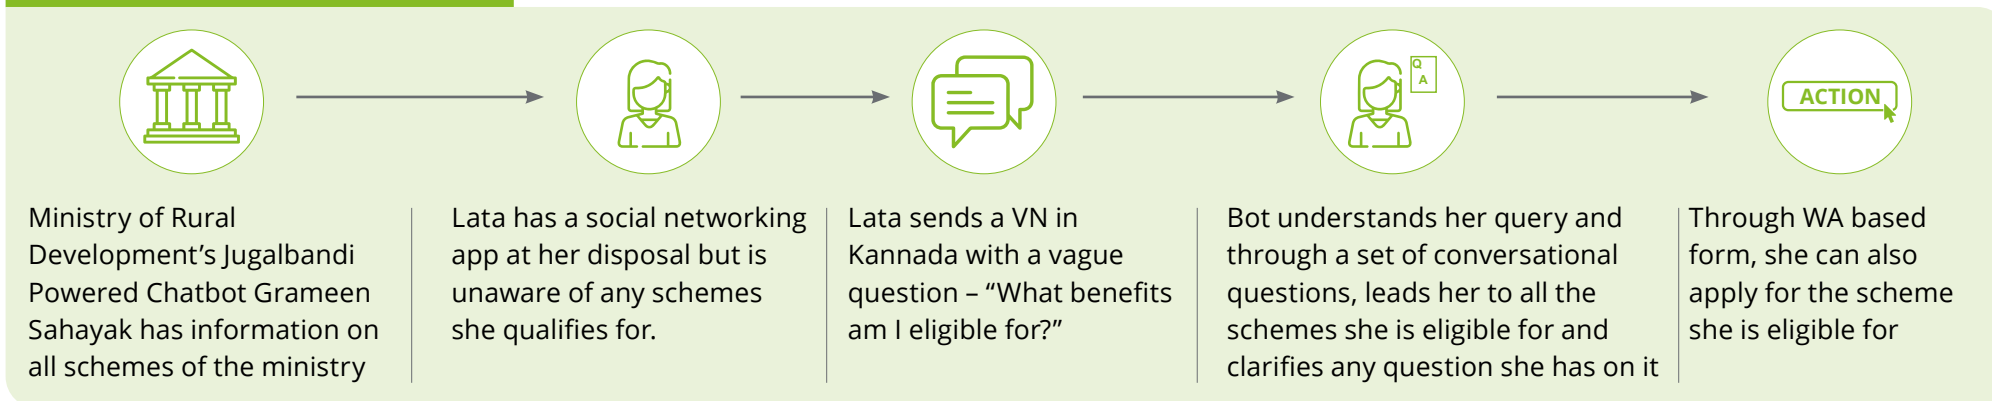 Q
A
ACTION
Ministry of Rural
Development’s Jugalbandi
Powered Chatbot Grameen
Sahayak has information on
all schemes of the ministry
Lata has a social networking
app at her disposal but is
unaware of any schemes
she qualifies for.
Lata sends a VN in
Kannada with a vague
question – “What benefits
am I eligible for?”
Bot understands her query and
through a set of conversational
questions, leads her to all the
schemes she is eligible for and
clarifies any question she has on it
Through WA based
form, she can also
apply for the scheme
she is eligible for